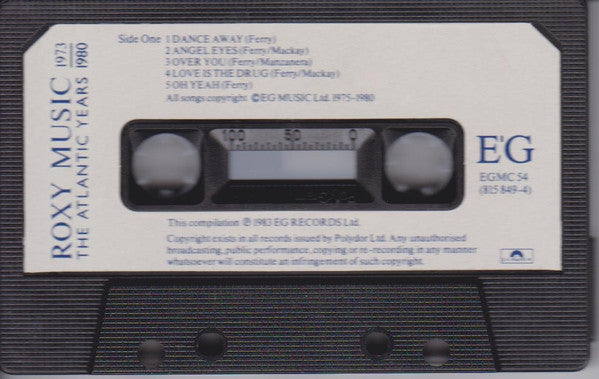 ROXY MUSIC
THE ATLANTIC YEARS
1973
1980
Side One 1 DANCE AWAY (Ferry)
2 ANGEL EYES (Ferry/Mackay)
3 OVER YOU (Ferry/Manzanera)
4 LOVE IS THE DRUG (Ferry/Mackay)
5 OH YEAH (Ferry)
All songs copyright ©EG MUSIC Ltd. 1975-1980
100 50 0
E'G
EGMC 54
(815 849-4)
This compilation ℗ 1983 EG RECORDS Ltd.
Copyright exists in all records issued by Polydor Ltd. Any unauthorised
broadcasting, public performance, copying or re-recording in any manner
whatsoever will constitute an infringement of such copyright.